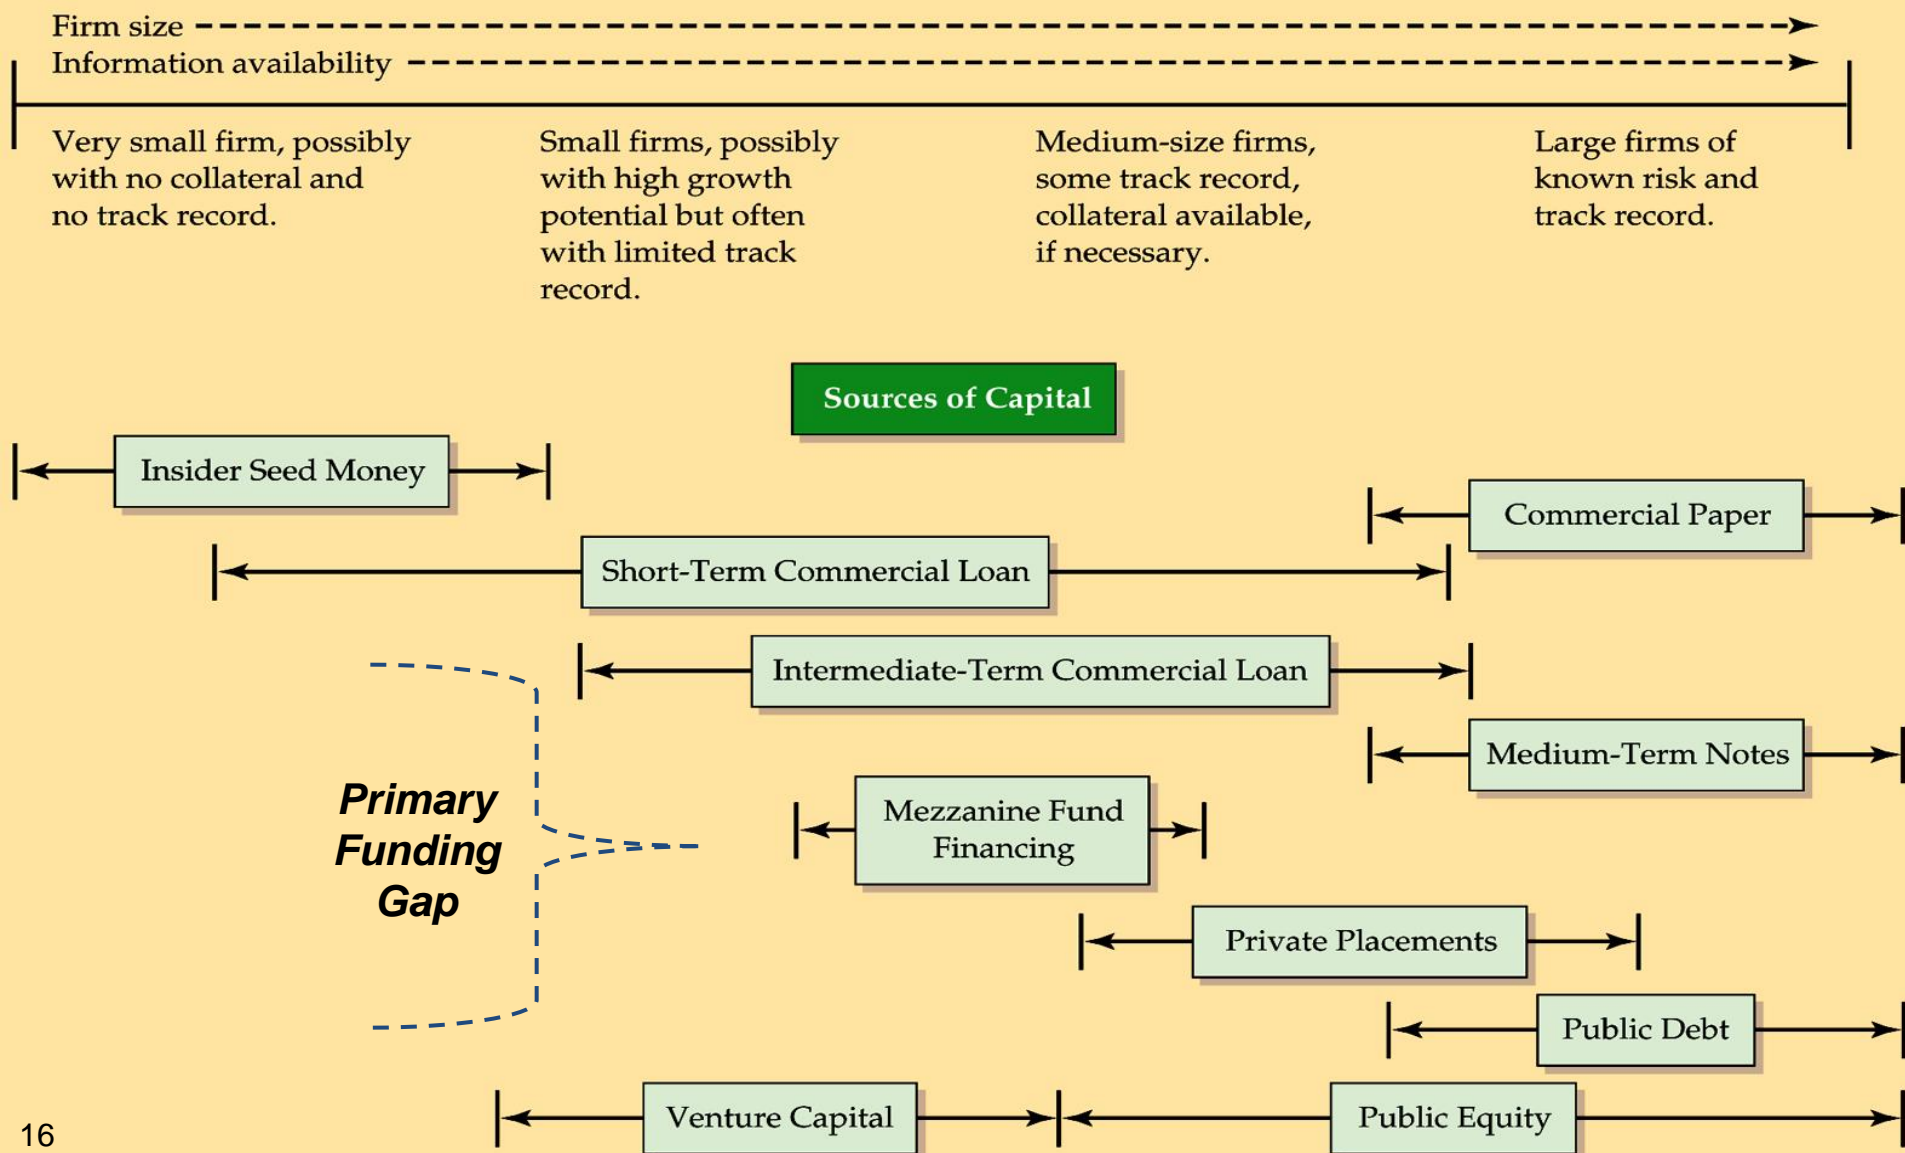 Firm size
Information availability
Very small firm, possibly
with no collateral and
no track record.
Small firms, possibly
with high growth
potential but often
with limited track
record.
Medium-size firms,
some track record,
collateral available,
if necessary.
Large firms of
known risk and
track record.
Sources of Capital
Insider Seed Money
Commercial Paper
Short-Term Commercial Loan
Intermediate-Term Commercial Loan
Medium-Term Notes
Primary
Funding
Gap
Mezzanine Fund
Financing
Private Placements
Public Debt
Venture Capital
Public Equity
16